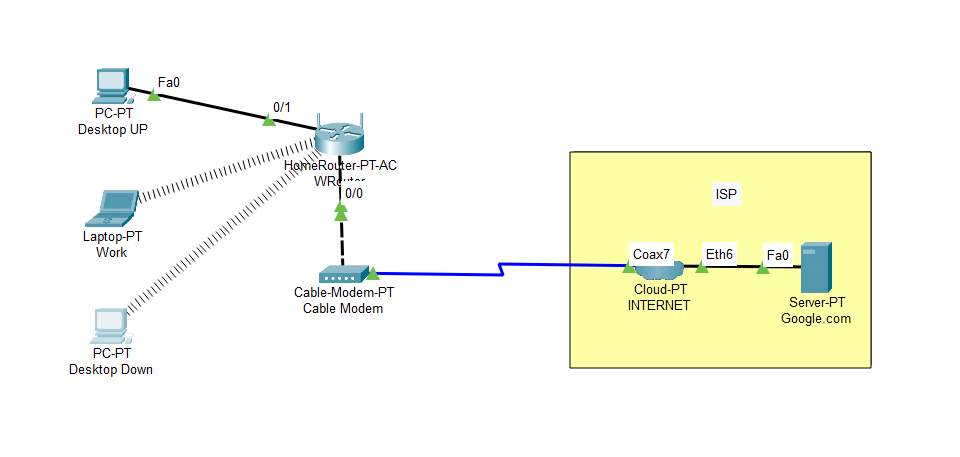 Fa0
PC-PT
Desktop UP
0/1
HomeRouter-PT-AC
WRouter
0/0
Laptop-PT
Work
Cable-Modem-PT
Cable Modem
PC-PT
Desktop Down
ISP
Coax7
Eth6
Fa0
Cloud-PT
INTERNET
Server-PT
Google.com